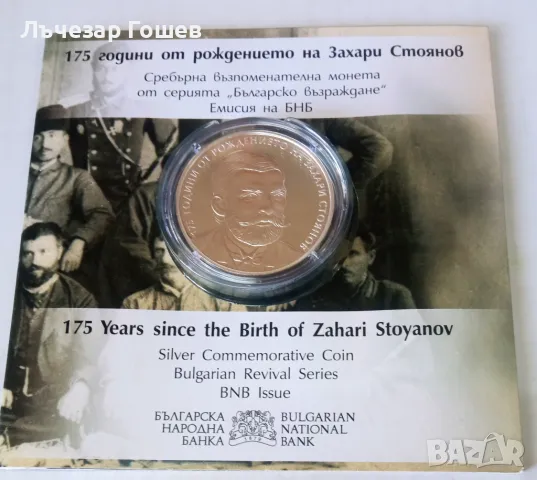 Лъчезар Гошев
175 години от рождението на Захари Стоянов
Сребърна възпоменателна монета
от серията „Българско възраждане“
Емисия на БНБ
175 ГОДИНИ ОТ РОЖДЕНИЕТО НА ЗАХАРИ СТОЯНОВ
175 Years since the Birth of Zahari Stoyanov
Silver Commemorative Coin
Bulgarian Revival Series
BNB Issue
БЪЛГАРСКА
НАРОДНА
БАНКА
1879
BULGARIAN
NATIONAL
BANK
BAZAR